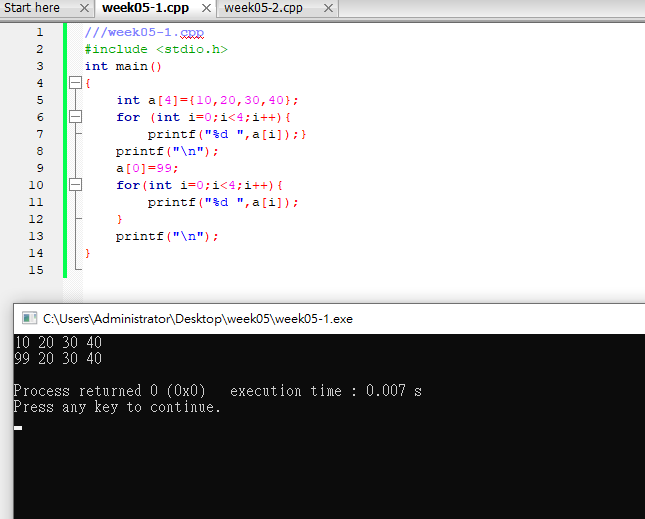 Start here × week05-1.cpp × week05-2.cpp ×
1 ///week05-1.cpp
2 #include <stdio.h>
3 int main()
4 {
5 int a[4]={10,20,30,40};
6 for (int i=0;i<4;i++){
7 printf("%d ",a[i]);}
8 printf("\n");
9 a[0]=99;
10 for(int i=0;i<4;i++){
11 printf("%d ",a[i]);
12 }
13 printf("\n");
14 }
15
C:\Users\Administrator\Desktop\week05\week05-1.exe
10 20 30 40
99 20 30 40
Process returned 0 (0x0) execution time : 0.007 s
Press any key to continue.